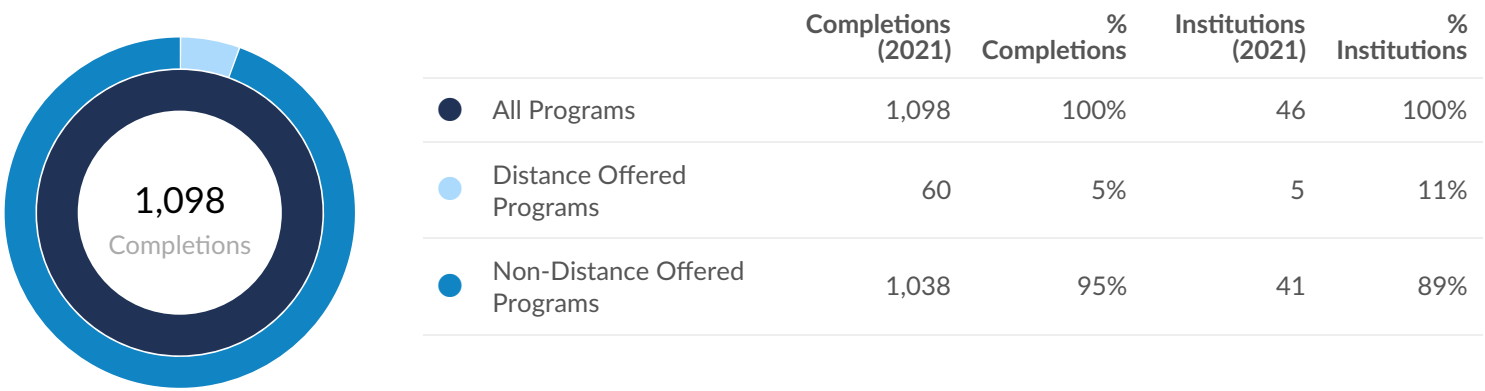 Completions (2021) % Completions Institutions (2021) % Institutions
All Programs 1,098 100% 46 100%
Distance Offered
Programs 60 5% 5 11%
Non-Distance Offered
Programs 1,038 95% 41 89%
1,098
Completions